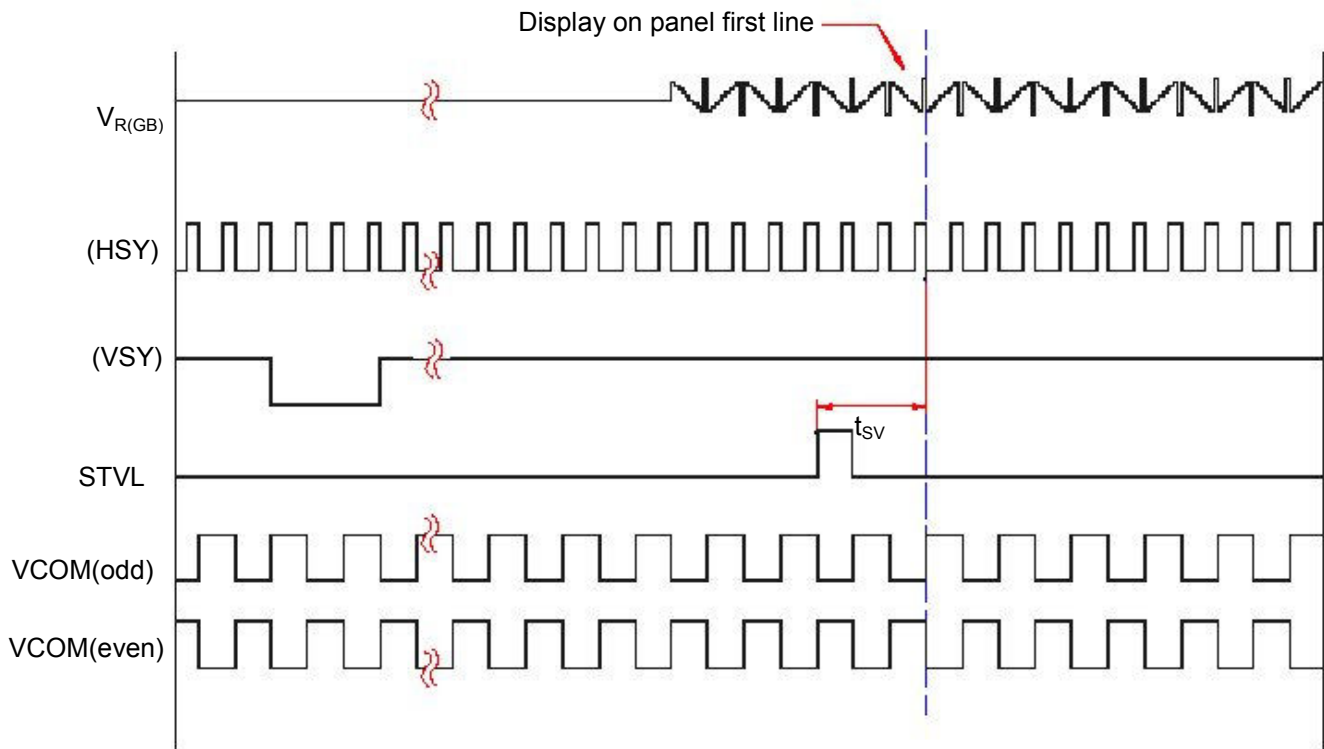 Display on panel first line
VR(GB)
(HSY)
(VSY)
tSV
STVL
VCOM(odd)
VCOM(even)